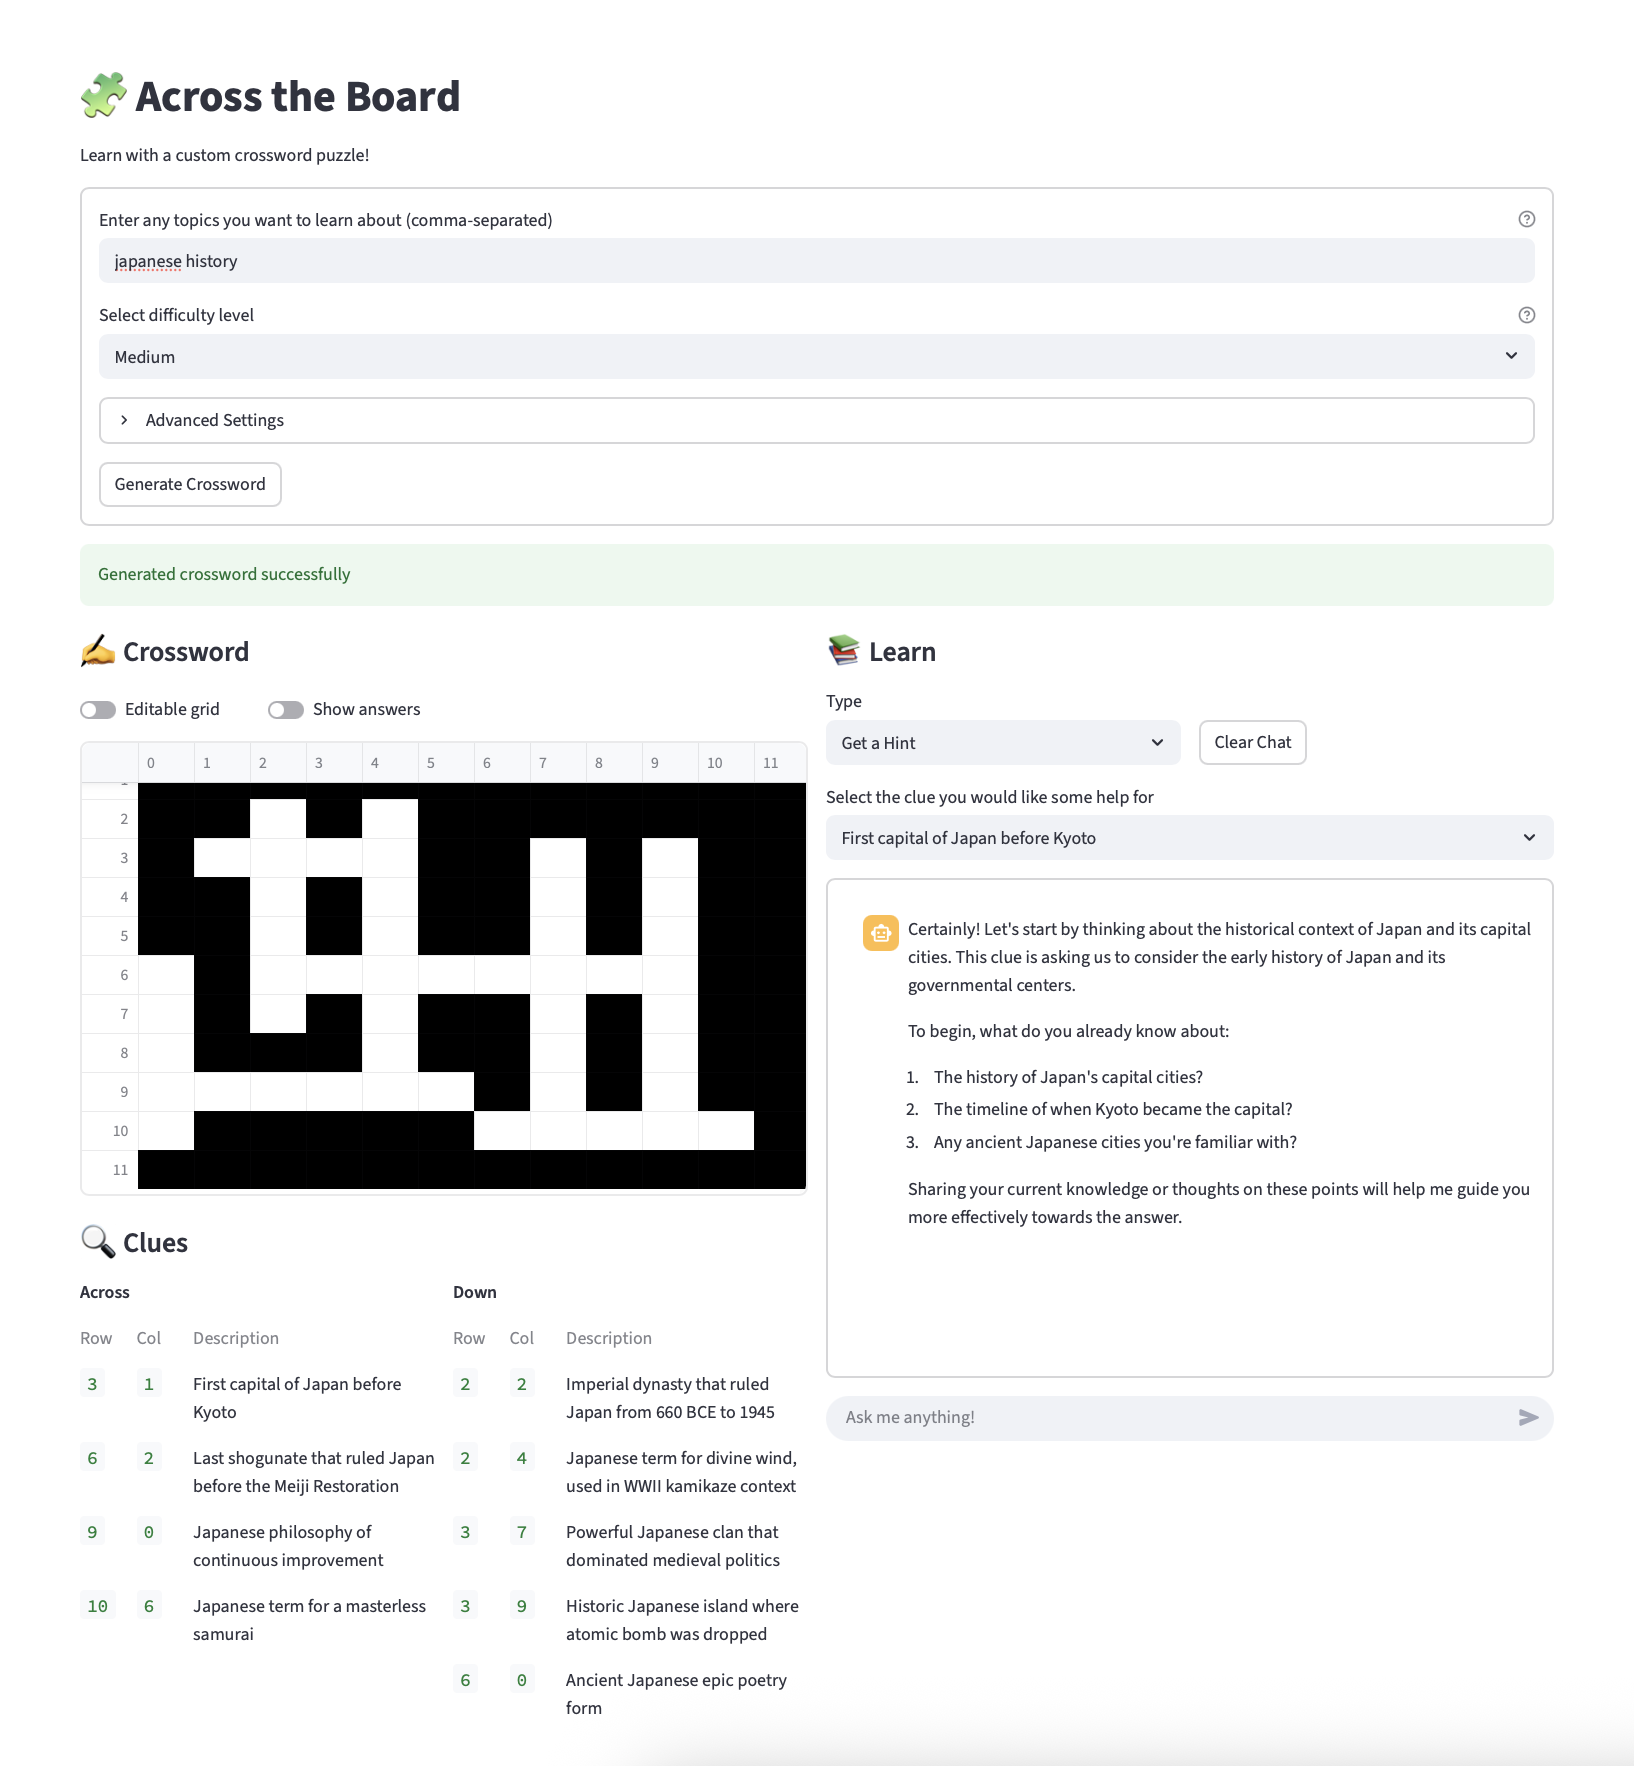 Across the Board
Learn with a custom crossword puzzle!
Enter any topics you want to learn about (comma-separated)
japanese history
Select difficulty level
Medium
Advanced Settings
Generate Crossword
Generated crossword successfully
Crossword
Editable grid
Show answers
0 1 2 3 4 5 6 7 8 9 10 11
2
3
4
5
6
7
8
9
10
11
Clues
Across
Row Col Description
3 1 First capital of Japan before
Kyoto
6 2 Last shogunate that ruled Japan
before the Meiji Restoration
9 0 Japanese philosophy of
continuous improvement
10 6 Japanese term for a masterless
samurai
Down
Row Col Description
2 2 Imperial dynasty that ruled
Japan from 660 BCE to 1945
2 4 Japanese term for divine wind,
used in WWII kamikaze context
3 7 Powerful Japanese clan that
dominated medieval politics
3 9 Historic Japanese island where
atomic bomb was dropped
6 0 Ancient Japanese epic poetry
form
Learn
Type
Get a Hint
Clear Chat
Select the clue you would like some help for
First capital of Japan before Kyoto
Certainly! Let's start by thinking about the historical context of Japan and its capital
cities. This clue is asking us to consider the early history of Japan and its
governmental centers.
To begin, what do you already know about:
1. The history of Japan's capital cities?
2. The timeline of when Kyoto became the capital?
3. Any ancient Japanese cities you're familiar with?
Sharing your current knowledge or thoughts on these points will help me guide you
more effectively towards the answer.
Ask me anything!